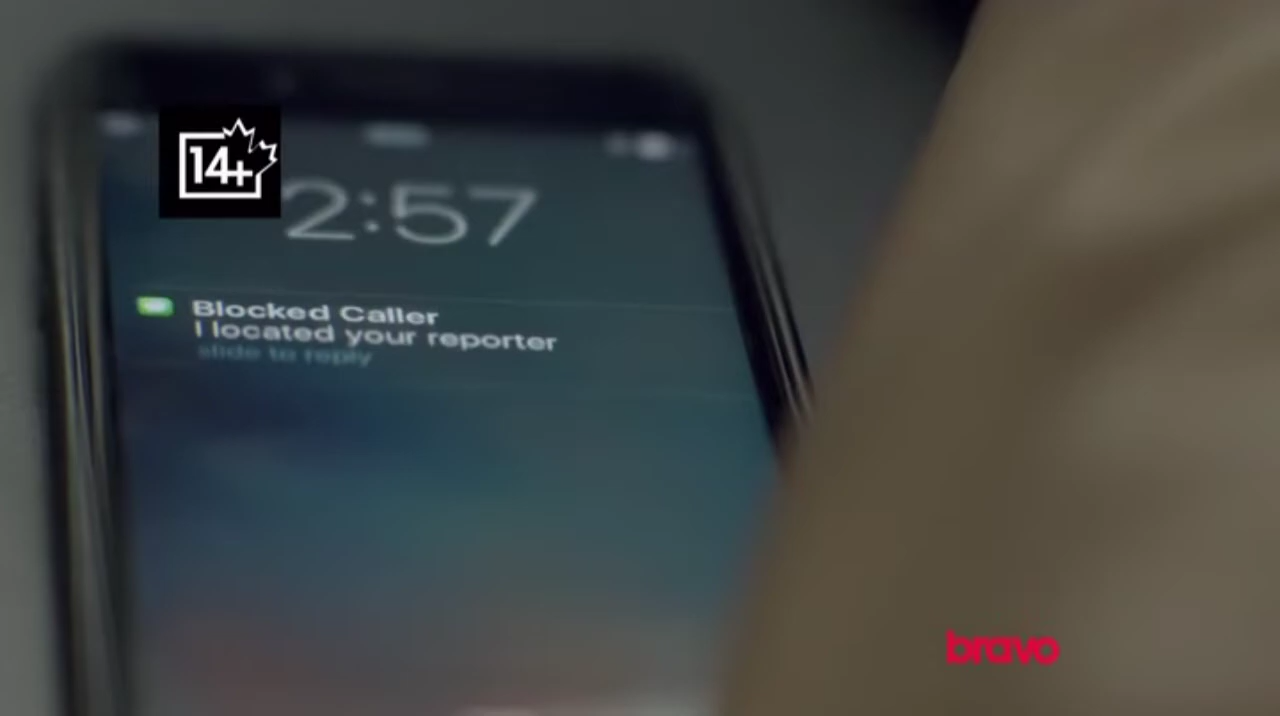 14+
2:57
Blocked Caller
I located your reporter
slide to reply
bravo